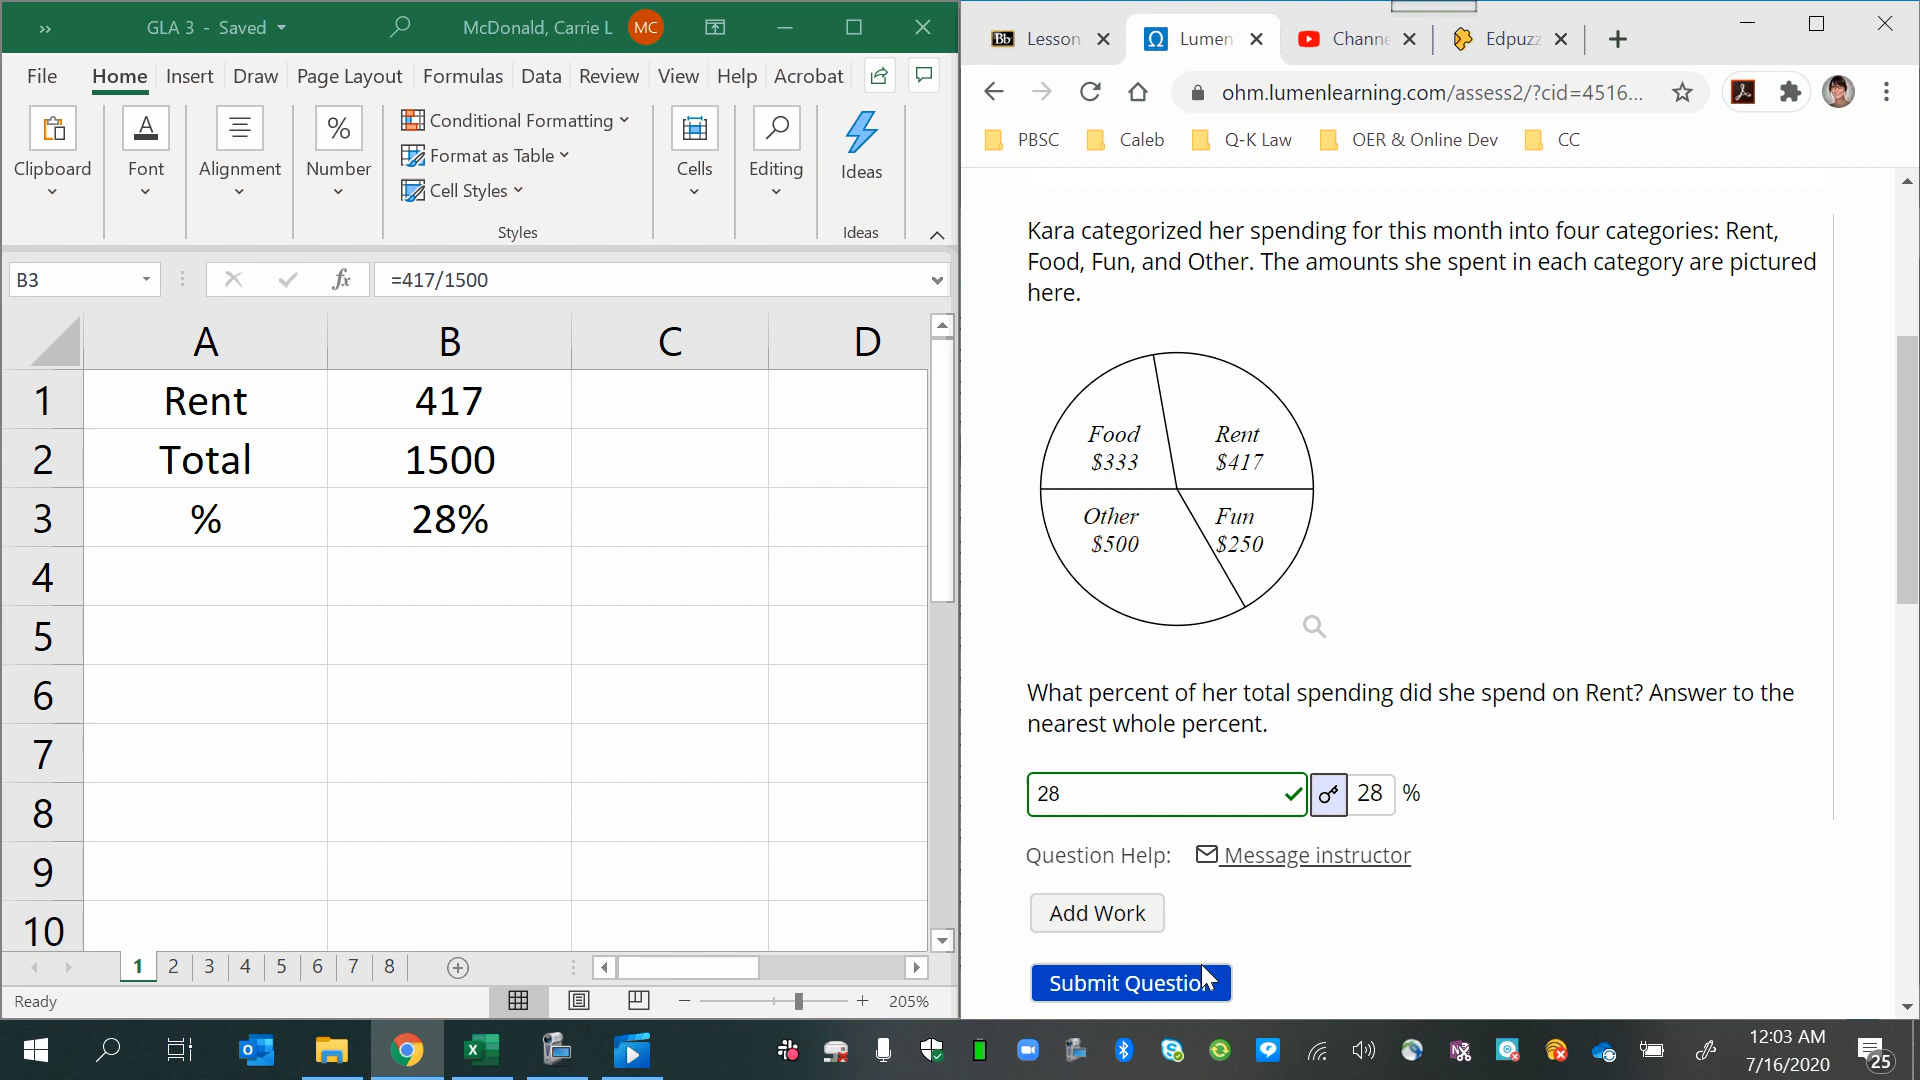 GLA 3 - Saved
McDonald, Carrie L
MC
File Home Insert Draw Page Layout Formulas Data Review View Help Acrobat
Clipboard
Font
Alignment
%
Number
Conditional Formatting
Format as Table
Cell Styles
Styles
Cells
Editing
Ideas
Ideas
B3
fx
=417/1500
A B C D
1 Rent 417
2 Total 1500
3 % 28%
4
5
6
7
8
9
10
1 2 3 4 5 6 7 8
Ready
205%
Bb Lesson
Lumen
Channe
Edpuzz
ohm.lumenlearning.com/assess2/?cid=4516...
PBSC
Caleb
Q-K Law
OER & Online Dev
CC
Kara categorized her spending for this month into four categories: Rent,
Food, Fun, and Other. The amounts she spent in each category are pictured
here.
Food
$333
Rent
$417
Other
$500
Fun
$250
What percent of her total spending did she spend on Rent? Answer to the
nearest whole percent.
28
28 %
Question Help: Message instructor
Add Work
Submit Question
12:03 AM
7/16/2020
25